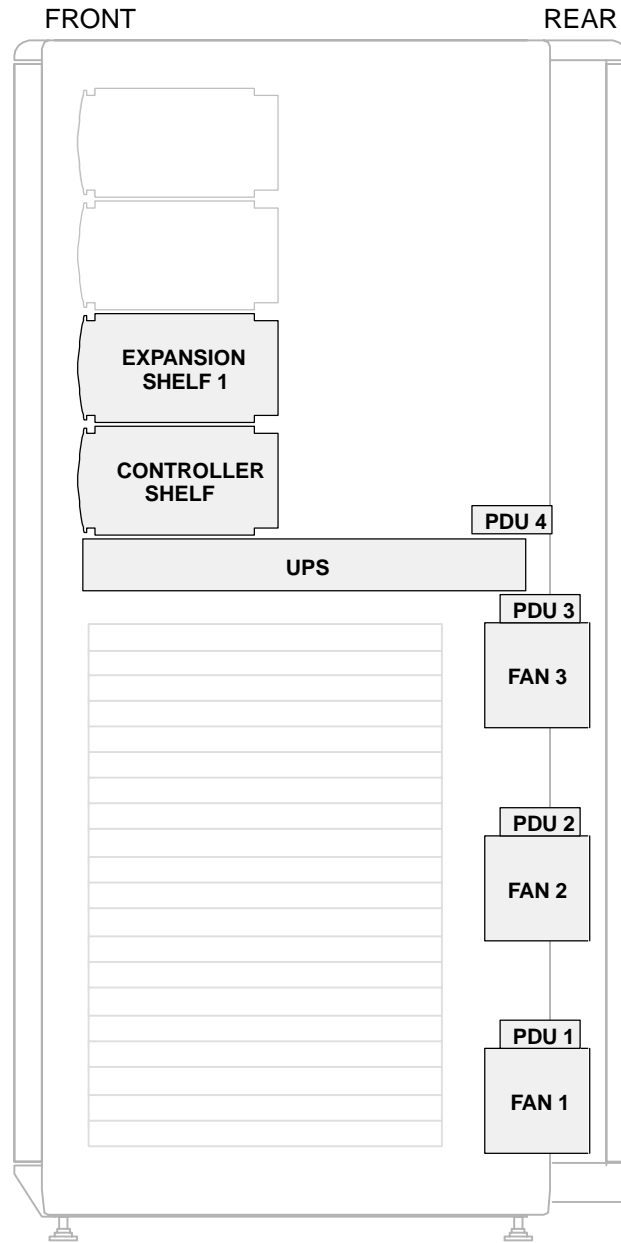 FRONT
REAR
EXPANSION
SHELF 1
CONTROLLER
SHELF
PDU 4
UPS
PDU 3
FAN 3
PDU 2
FAN 2
PDU 1
FAN 1